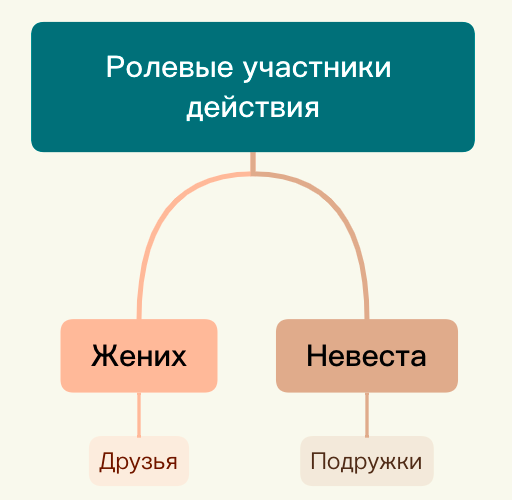 Ролевые участники
действия
Жених
Невеста
Друзья
Подружки